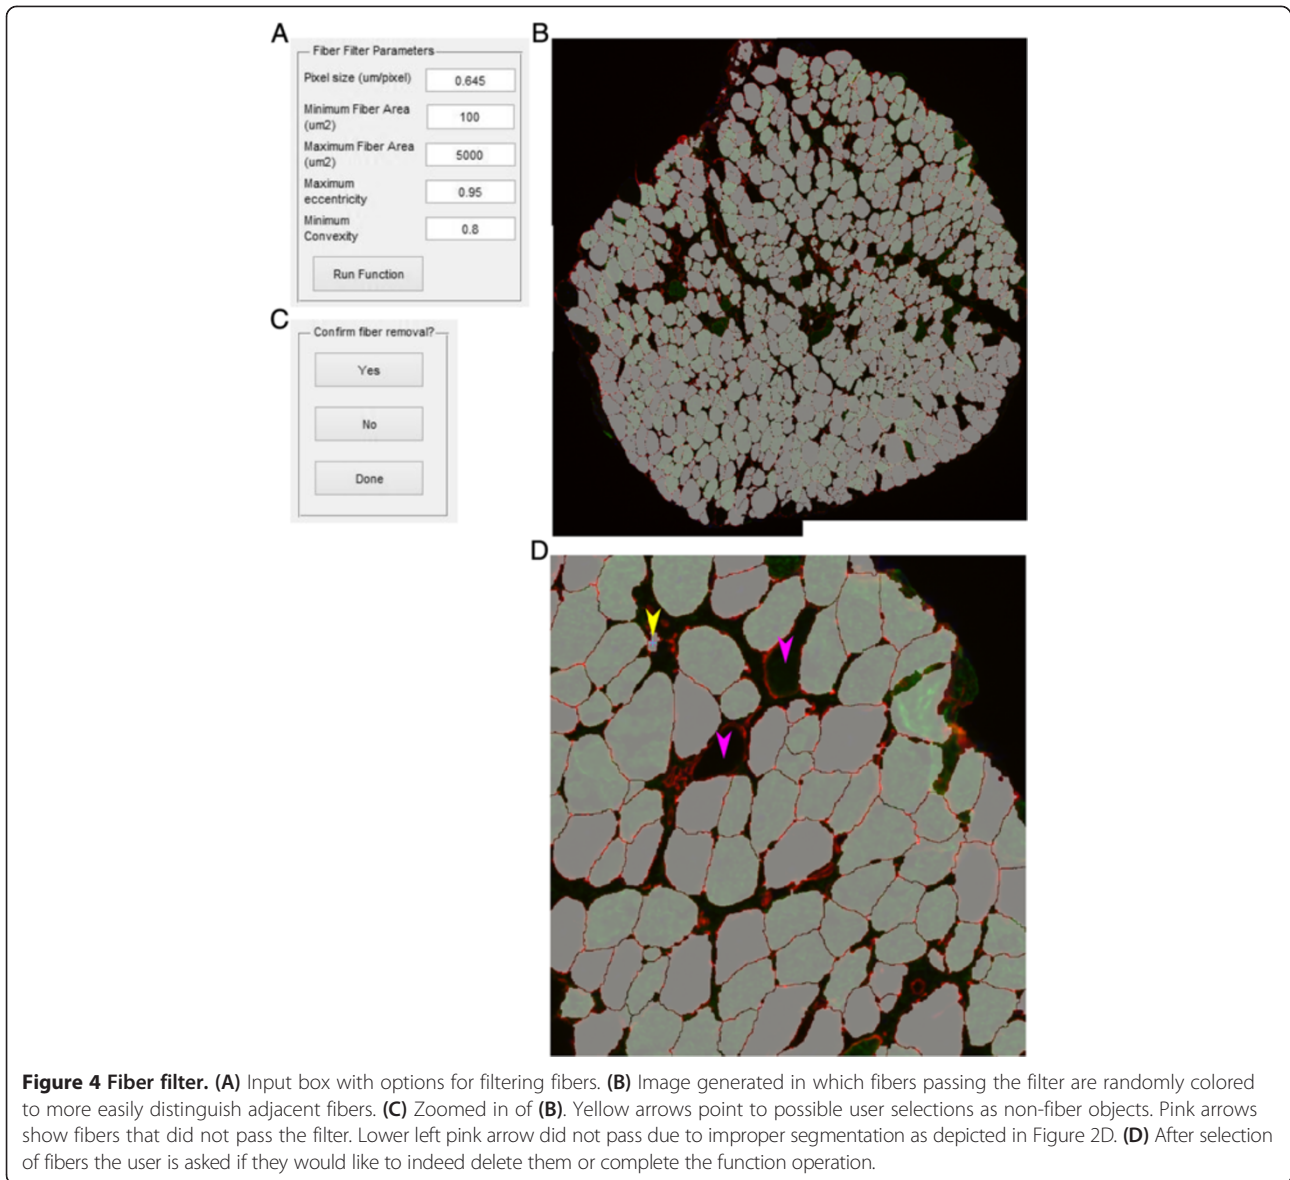 A
Fiber Filter Parameters
Pixel size (um/pixel)
0.645
Minimum Fiber Area
(um2)
100
Maximum Fiber Area
(um2)
5000
Maximum
eccentricity
0.95
Minimum
Convexity
0.8
Run Function
B
C
Confirm fiber removal?
Yes
No
Done
D
Figure 4 Fiber filter. (A) Input box with options for filtering fibers. (B) Image generated in which fibers passing the filter are randomly colored
to more easily distinguish adjacent fibers. (C) Zoomed in of (B). Yellow arrows point to possible user selections as non-fiber objects. Pink arrows
show fibers that did not pass the filter. Lower left pink arrow did not pass due to improper segmentation as depicted in Figure 2D. (D) After selection
of fibers the user is asked if they would like to indeed delete them or complete the function operation.